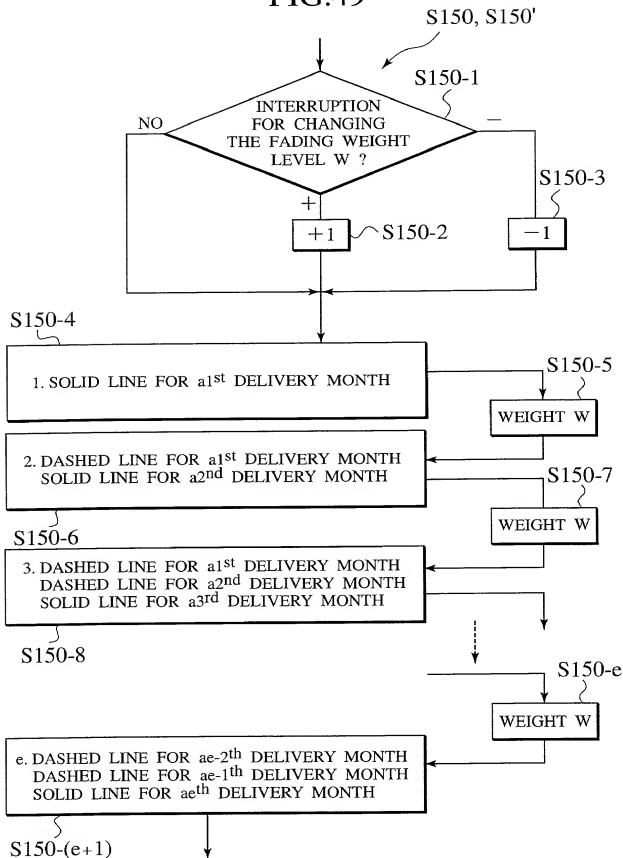 FIG.49
S150, S150'
S150-1
INTERRUPTION
FOR CHANGING
THE FADING WEIGHT
LEVEL W ?
NO
−
+
S150-3
+1
S150-2
−1
S150-4
1. SOLID LINE FOR a1st DELIVERY MONTH
S150-5
WEIGHT W
2. DASHED LINE FOR a1st DELIVERY MONTH
SOLID LINE FOR a2nd DELIVERY MONTH
S150-7
WEIGHT W
S150-6
3. DASHED LINE FOR a1st DELIVERY MONTH
DASHED LINE FOR a2nd DELIVERY MONTH
SOLID LINE FOR a3rd DELIVERY MONTH
S150-8
S150-e
WEIGHT W
e. DASHED LINE FOR ae-2th DELIVERY MONTH
DASHED LINE FOR ae-1th DELIVERY MONTH
SOLID LINE FOR aeth DELIVERY MONTH
S150-(e+1)